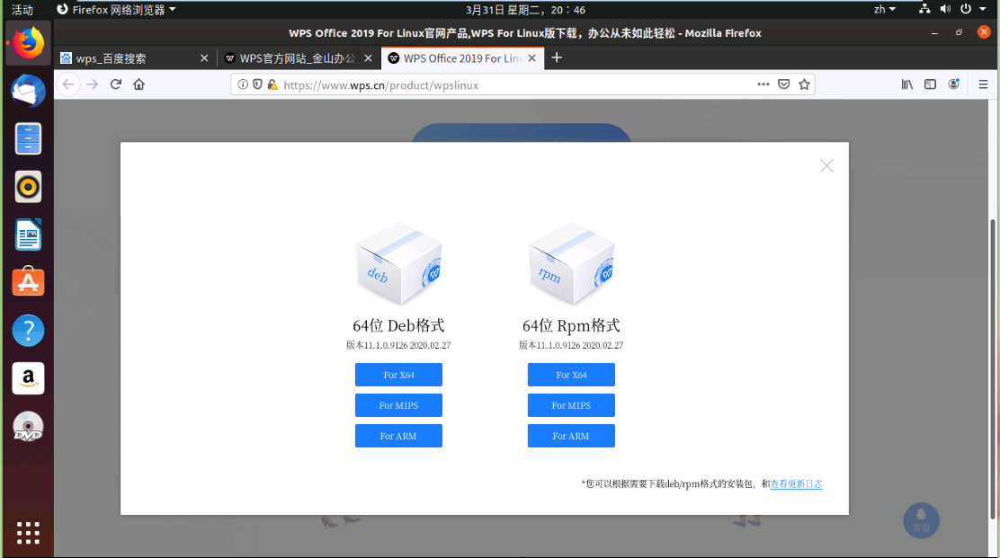 活动 Firefox 网络浏览器 3月31日 星期二，20：46 zh
WPS Office 2019 For Linux官网产品,WPS For Linux版下载，办公从未如此轻松 - Mozilla Firefox
wps_百度搜索 WPS官方网站_金山办公_ WPS Office 2019 For Linu
https://www.wps.cn/product/wpslinux
deb
rpm
64位 Deb格式 64位 Rpm格式
版本11.1.0.9126 2020.02.27 版本11.1.0.9126 2020.02.27
For X64 For X64
For MIPS For MIPS
For ARM For ARM
*您可以根据需要下载deb/rpm格式的安装包，和查看更新日志
客服
a
DVD